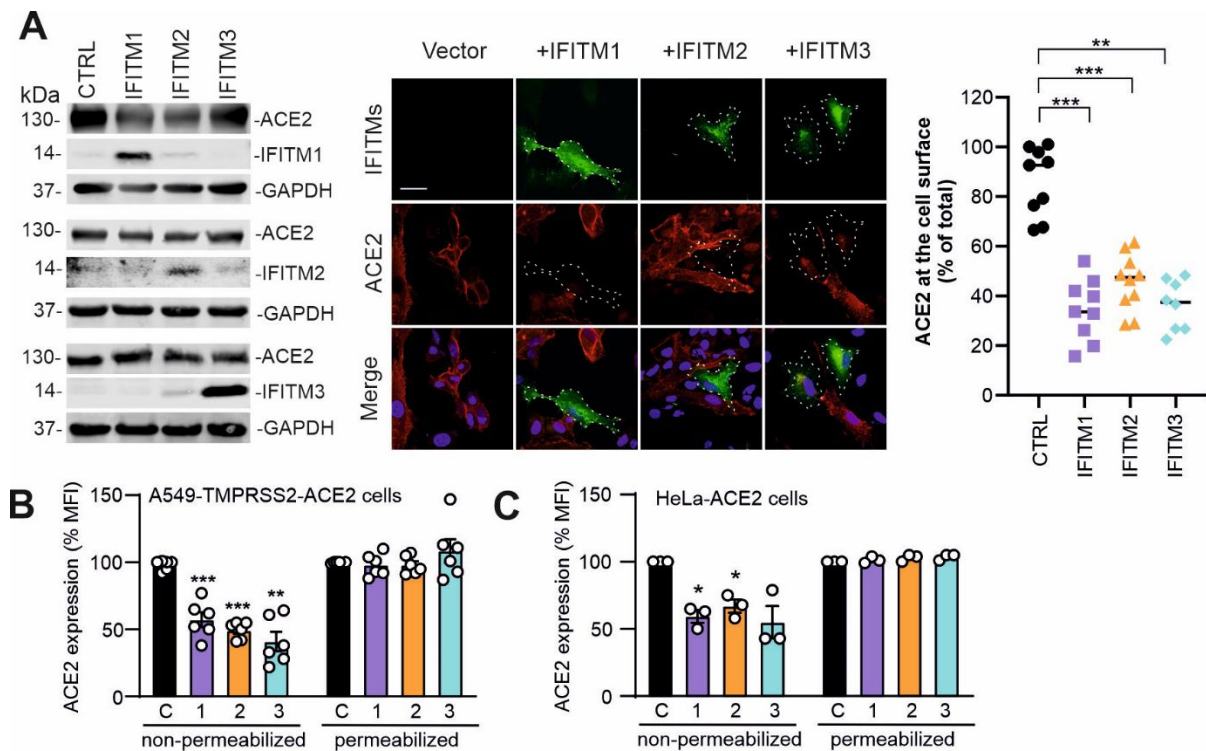 A
CTRL
IFITM1
IFITM2
IFITM3
kDa
130-
-ACE2
14-
-IFITM1
37-
-GAPDH
-ACE2
130-
14-
-IFITM2
37-
-GAPDH
130-
-ACE2
14-
-IFITM3
37-
-GAPDH
Vector
+IFITM1
+IFITM2
+IFITM3
IFITMs
ACE2
Merge
**
***
***
ACE2 at the cell surface
(% of total)
120
100
80
60
40
20
0
CTRL
IFITM1
IFITM2
IFITM3
B
A549-TMPRSS2-ACE2 cells
ACE2 expression (% MFI)
150
100
50
0
***
***
**
C 1 2 3 C 1 2 3
non-permeabilized permeabilized
C
HeLa-ACE2 cells
ACE2 expression (% MFI)
150
100
50
0
*
*
C 1 2 3 C 1 2 3
non-permeabilized permeabilized